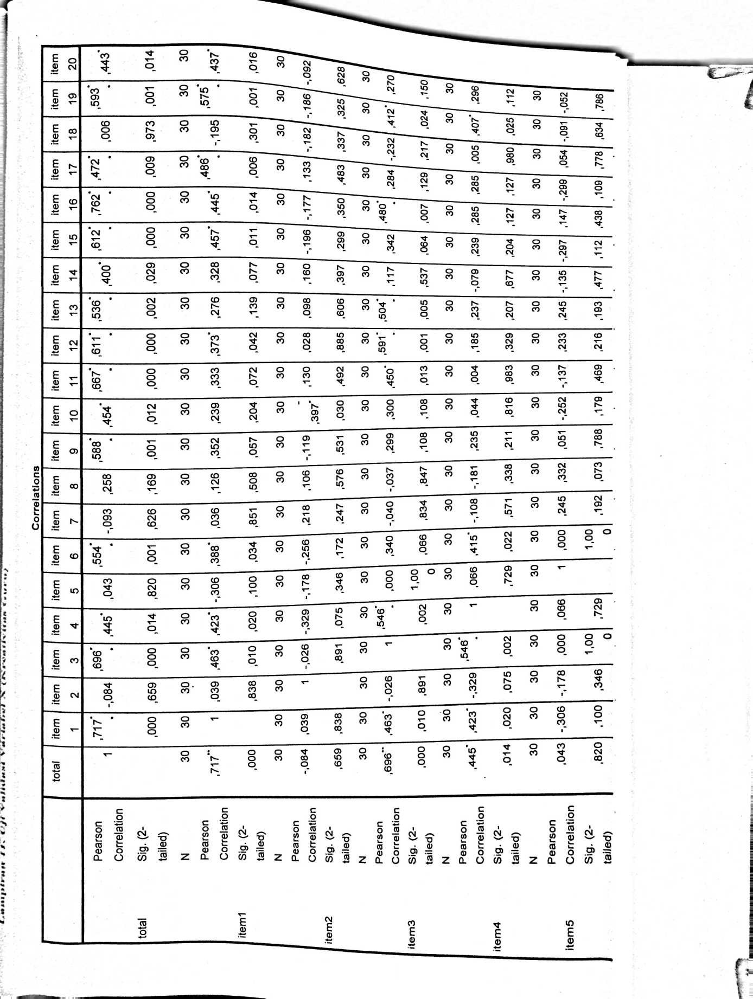 Correlations
total item item item item item item item item item item item item item item item item item item item item
1 2 3 4 5 6 7 8 9 10 11 12 13 14 15 16 17 18 19 20
total Pearson Correlation 1 ,717*. -,084 ,696*. ,445* ,043 ,554*. -,093 ,258 ,588*. ,454* ,667*. ,611*. ,536*. ,400* ,612*. ,762*. ,472*. ,006 ,593*. ,443*
Sig. (2-tailed) ,000 ,659 ,000 ,014 ,820 ,001 ,626 ,169 ,001 ,012 ,000 ,000 ,002 ,029 ,000 ,000 ,009 ,973 ,001 ,014
N 30 30 30 30 30 30 30 30 30 30 30 30 30 30 30 30 30 30 30 30 30
item1 Pearson Correlation ,717** 1 ,039 ,463* ,423* -,306 ,388* ,036 ,126 ,352 ,239 ,333 ,373* ,276 ,328 ,457* ,445* ,486*. -,195 ,575*. ,437*
Sig. (2-tailed) ,000 ,838 ,010 ,020 ,100 ,034 ,851 ,508 ,057 ,204 ,072 ,042 ,139 ,077 ,011 ,014 ,006 ,301 ,001 ,016
N 30 30 30 30 30 30 30 30 30 30 30 30 30 30 30 30 30 30 30 30 30
item2 Pearson Correlation -,084 ,039 1 -,026 -,329 -,178 -,256 ,218 ,106 -,119 -,397* ,130 ,028 ,098 ,160 -,196 -,177 ,133 -,182 -,186 -,092
Sig. (2-tailed) ,659 ,838 ,891 ,075 ,346 ,172 ,247 ,576 ,531 ,030 ,492 ,885 ,606 ,397 ,299 ,350 ,483 ,337 ,325 ,628
N 30 30 30 30 30 30 30 30 30 30 30 30 30 30 30 30 30 30 30 30 30
item3 Pearson Correlation ,696** ,463* -,026 1 ,546*. ,000 ,340 -,040 -,037 ,299 ,300 ,450* ,591*. ,504*. ,117 ,342 ,480*. ,284 -,232 ,412* ,270
Sig. (2-tailed) ,000 ,010 ,891 ,002 1,000 ,066 ,834 ,847 ,108 ,108 ,013 ,001 ,005 ,537 ,064 ,007 ,129 ,217 ,024 ,150
N 30 30 30 30 30 30 30 30 30 30 30 30 30 30 30 30 30 30 30 30 30
item4 Pearson Correlation ,445* ,423* -,329 ,546*. 1 ,066 ,415* -,108 -,181 ,235 ,044 ,004 ,185 ,237 -,079 ,239 ,285 ,285 ,005 ,407* ,296
Sig. (2-tailed) ,014 ,020 ,075 ,002 ,729 ,022 ,571 ,338 ,211 ,816 ,983 ,329 ,207 ,677 ,204 ,127 ,127 ,980 ,025 ,112
N 30 30 30 30 30 30 30 30 30 30 30 30 30 30 30 30 30 30 30 30 30
item5 Pearson Correlation ,043 -,306 -,178 ,000 ,066 1 ,000 ,245 ,332 ,051 -,252 -,137 ,233 ,245 -,135 -,297 ,147 -,299 ,054 -,091 -,052
Sig. (2-tailed) ,820 ,100 ,346 1,000 ,729 1,000 ,192 ,073 ,788 ,179 ,469 ,216 ,193 ,477 ,112 ,438 ,109 ,778 ,634 ,786